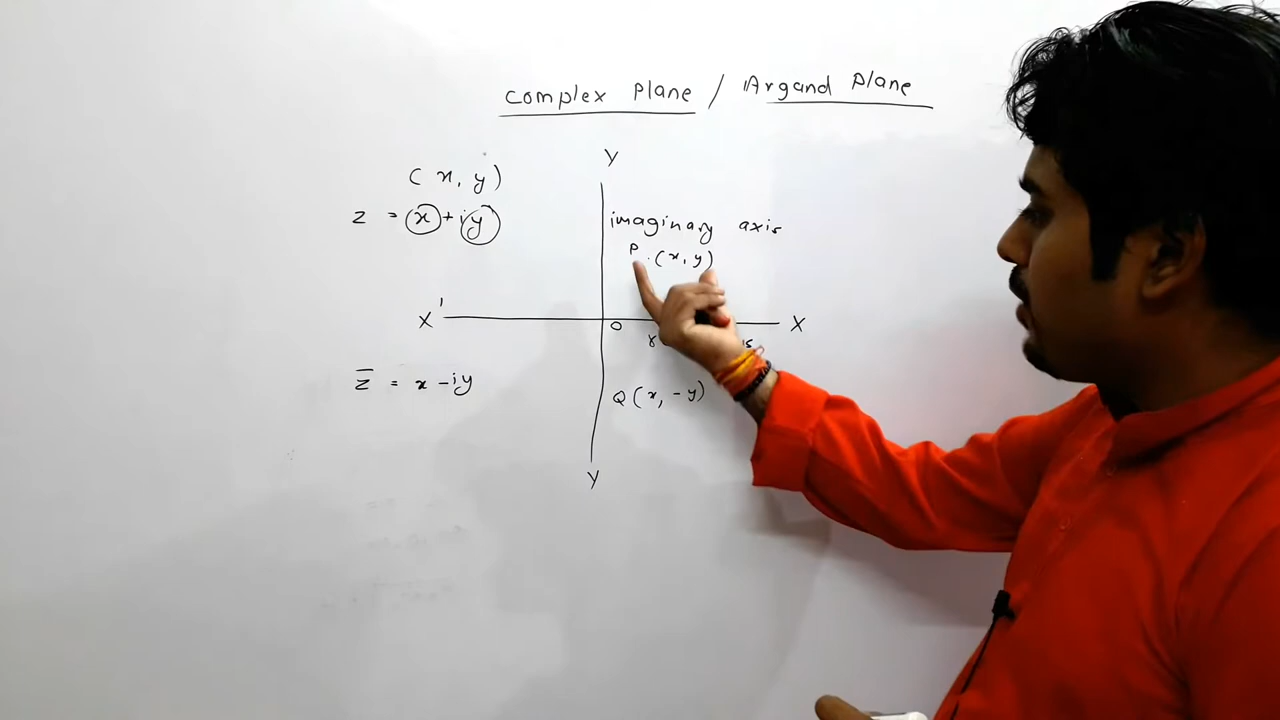 Complex Plane / Argand Plane
Y
(x, y)
z = x + iy
imaginary axis
P . (x, y)
X'
X
O
z̅ = x - iy
Q (x, -y)
Y